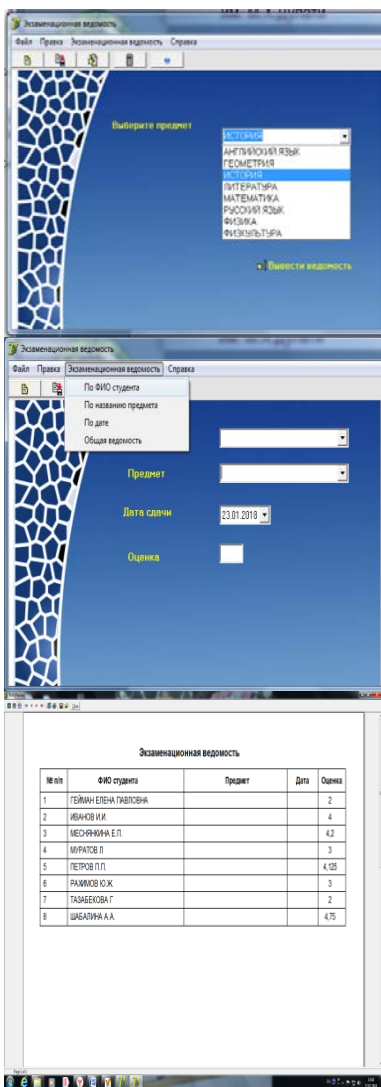 Экзаменационная ведомость
Файл Правка Экзаменационная ведомость Справка
Выберите предмет
ИСТОРИЯ
АНГЛИЙСКИЙ ЯЗЫК
ГЕОМЕТРИЯ
ИСТОРИЯ
ЛИТЕРАТУРА
МАТЕМАТИКА
РУССКИЙ ЯЗЫК
ФИЗИКА
ФИЗКУЛЬТУРА
Вывести ведомость
Экзаменационная ведомость
Файл Правка Экзаменационная ведомость Справка
По ФИО студента
По названию предмета
По дате
Общая ведомость
Предмет
Дата сдачи 23.01.2018
Оценка
Экзаменационная ведомость
№ п/п ФИО студента Предмет Дата Оценка
1 ГЕЙМАН ЕЛЕНА ПАВЛОВНА 2
2 ИВАНОВ И.И. 4
3 МЕСНЯНКИНА Е.П. 4,2
4 МУРАТОВ Л 3
5 ПЕТРОВ П.П. 4,125
6 РАХИМОВ Ю.Ж. 3
7 ТАЗАБЕКОВА Г 2
8 ШАБАЛИНА А.А. 4,75
Page 1 of 1